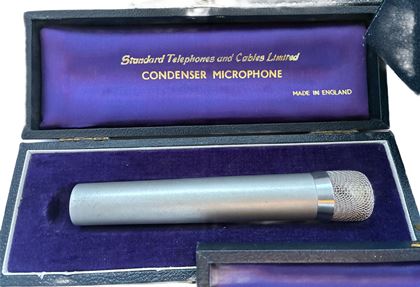 Standard Telephones and Cables Limited
CONDENSER MICROPHONE
MADE IN ENGLAND